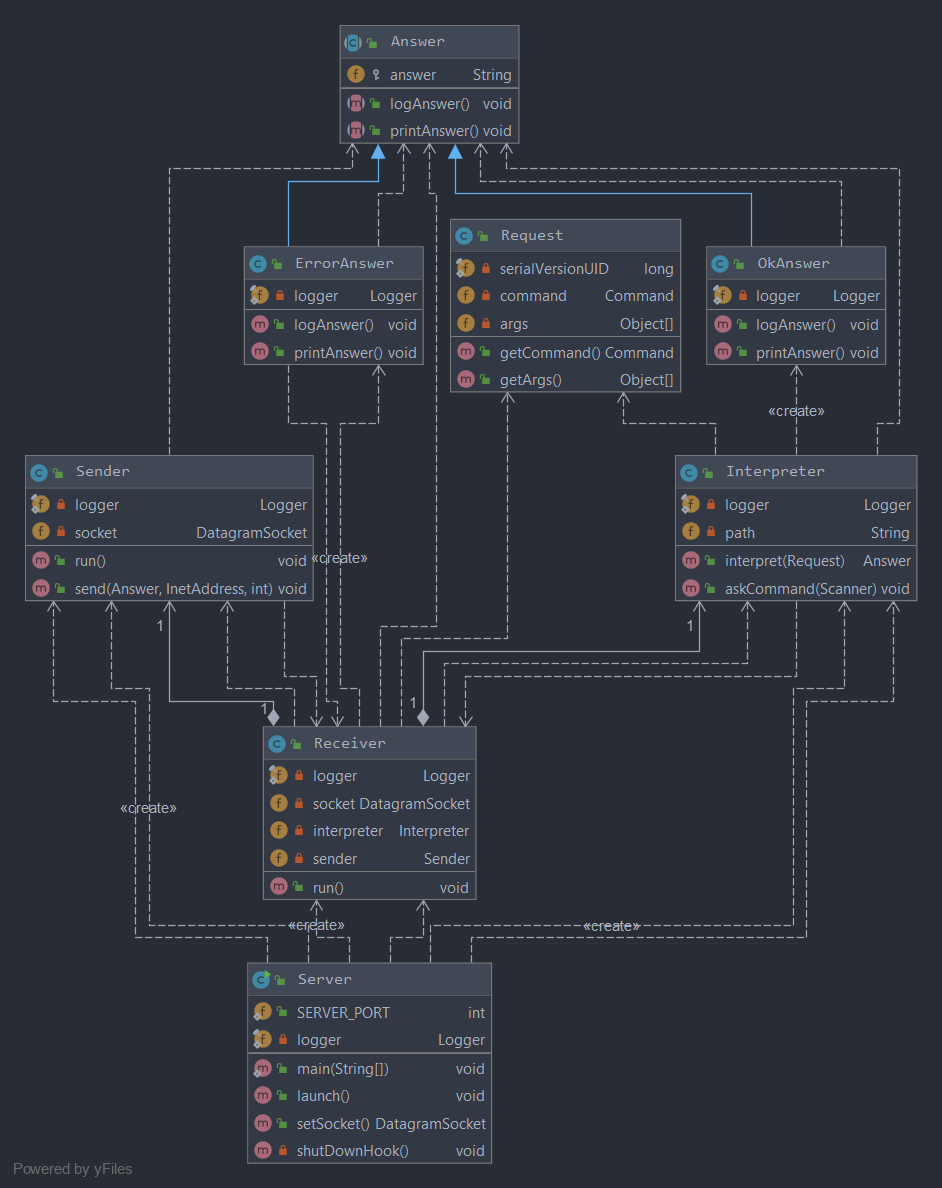 Answer
answer String
logAnswer() void
printAnswer() void
Request
serialVersionUID long
command Command
args Object[]
getCommand() Command
getArgs() Object[]
ErrorAnswer
logger Logger
logAnswer() void
printAnswer() void
OkAnswer
logger Logger
logAnswer() void
printAnswer() void
«create»
Sender
logger Logger
socket DatagramSocket
run() void
send(Answer, InetAddress, int) void
«create»
Interpreter
logger Logger
path String
interpret(Request) Answer
askCommand(Scanner) void
1
1
1
1
Receiver
logger Logger
socket DatagramSocket
interpreter Interpreter
sender Sender
run() void
«create»
«create»
«create»
Server
SERVER_PORT int
logger Logger
main(String[]) void
launch() void
setSocket() DatagramSocket
shutDownHook() void
Powered by yFiles